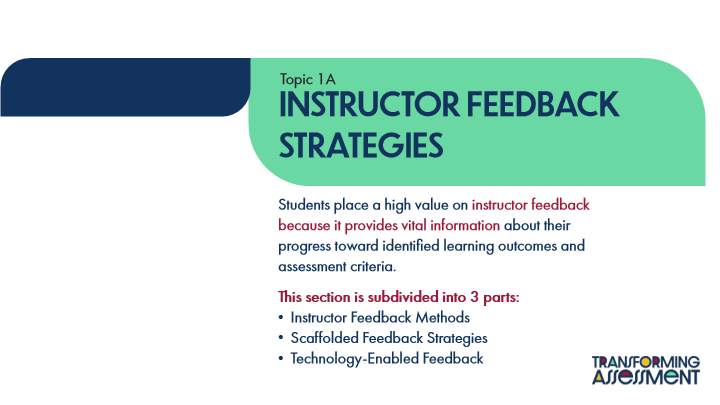 Topic 1A
INSTRUCTOR FEEDBACK
STRATEGIES
Students place a high value on instructor feedback
because it provides vital information about their
progress toward identified learning outcomes and
assessment criteria.
This section is subdivided into 3 parts:
• Instructor Feedback Methods
• Scaffolded Feedback Strategies
• Technology-Enabled Feedback
TRANSFORMING
ASSESSMENT